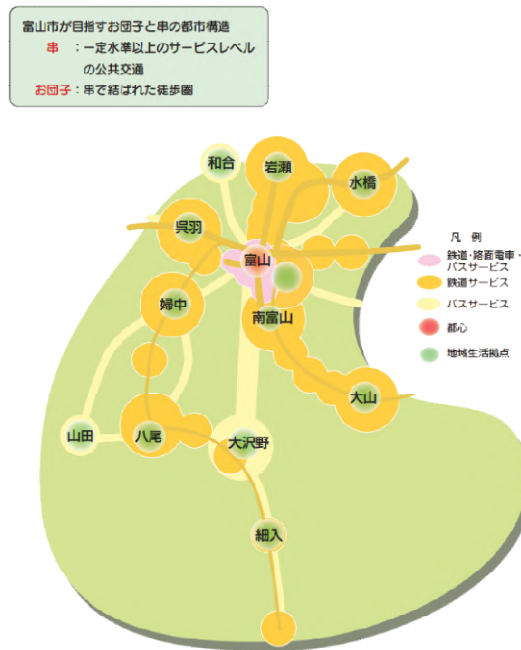 富山市が目指すお団子と串の都市構造
串 ：一定水準以上のサービスレベル
の公共交通
お団子：串で結ばれた徒歩圏
和合
岩瀬
水橋
呉羽
富山
凡 例
鉄道・路面電車・
バスサービス
鉄道サービス
バスサービス
都心
地域生活拠点
婦中
南富山
大山
山田
八尾
大沢野
細入